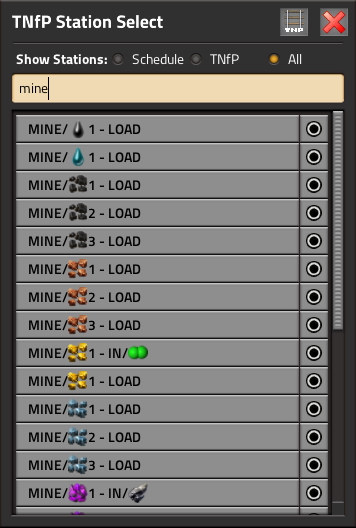 TNfP Station Select
TNP
Show Stations: Schedule TNfP All
mine
MINE/ 1 - LOAD
MINE/ 1 - LOAD
MINE/ 1 - LOAD
MINE/ 2 - LOAD
MINE/ 3 - LOAD
MINE/ 1 - LOAD
MINE/ 2 - LOAD
MINE/ 3 - LOAD
MINE/ 1 - IN/
MINE/ 1 - LOAD
MINE/ 1 - LOAD
MINE/ 2 - LOAD
MINE/ 3 - LOAD
MINE/ 1 - IN/